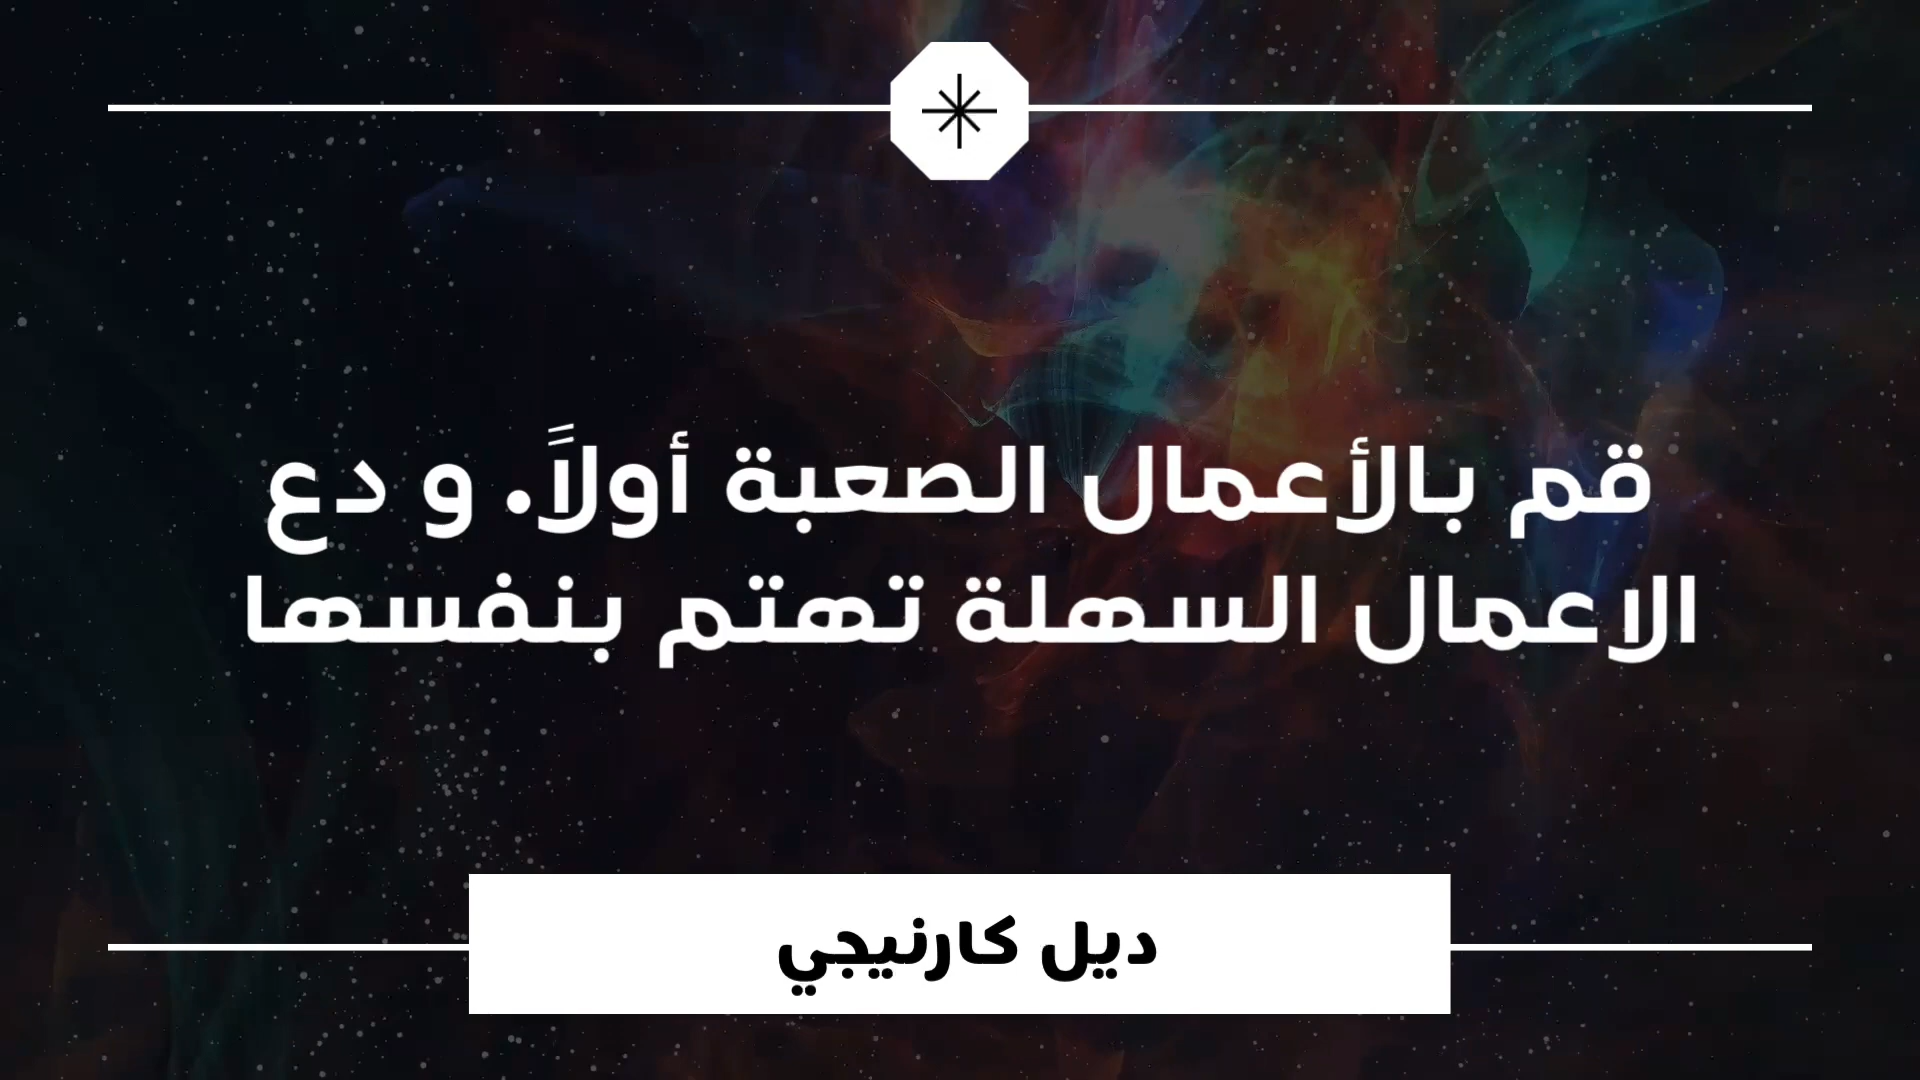 قم بالأعمال الصعبة أولاً. و دع
الاعمال السهلة تهتم بنفسها
ديل كارنيجي